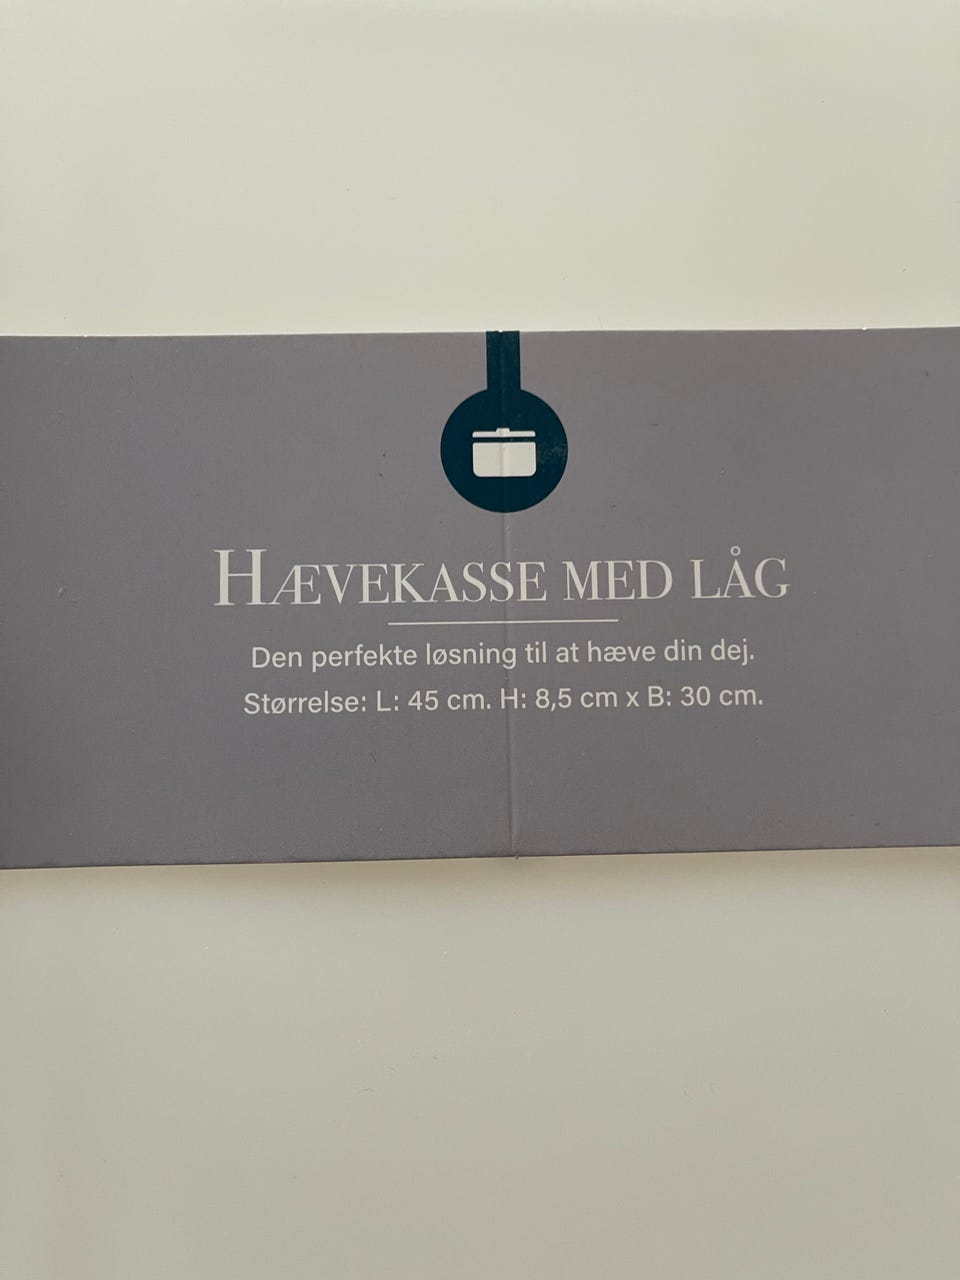 HÆVEKASSE MED LÅG
Den perfekte løsning til at hæve din dej.
Størrelse: L: 45 cm. H: 8,5 cm x B: 30 cm.